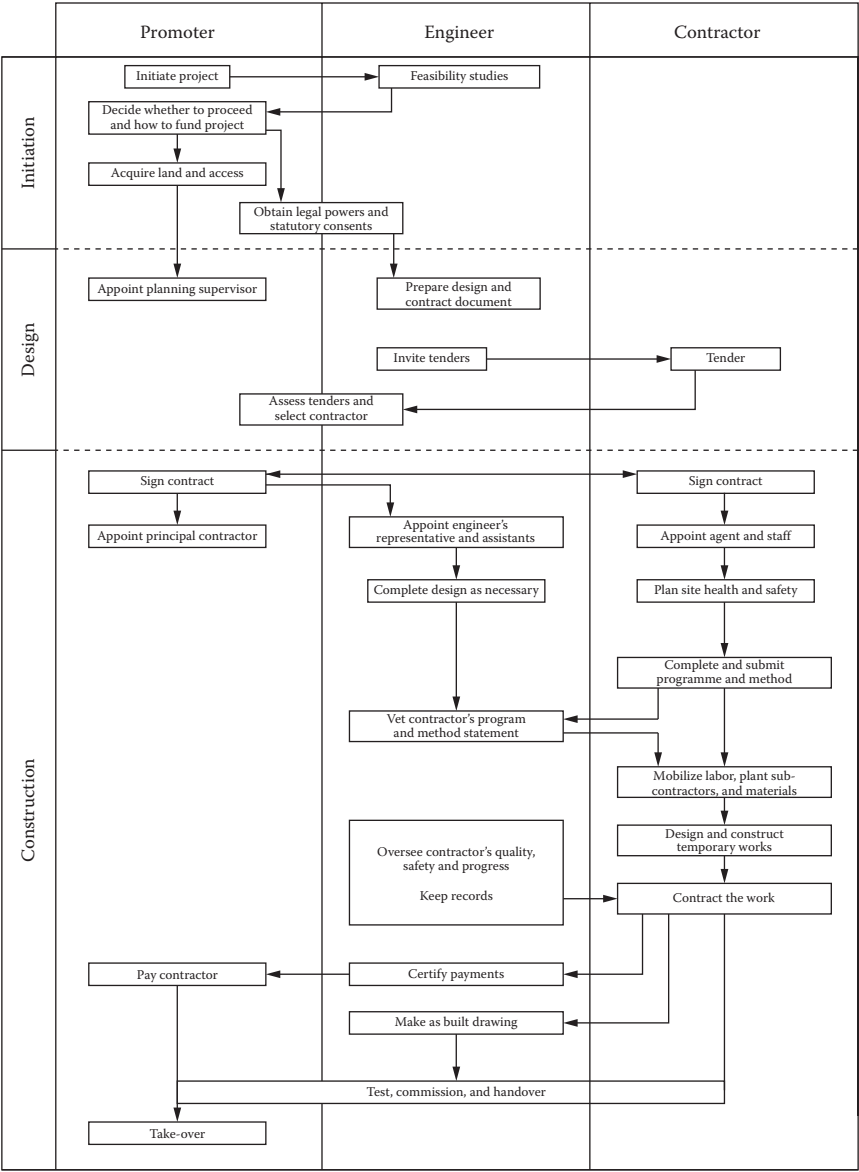 Promoter
Engineer
Contractor
Initiation
Initiate project
Feasibility studies
Decide whether to proceed
and how to fund project
Acquire land and access
Obtain legal powers and
statutory consents
Design
Appoint planning supervisor
Prepare design and
contract document
Invite tenders
Tender
Assess tenders and
select contractor
Construction
Sign contract
Sign contract
Appoint principal contractor
Appoint engineer's
representative and assistants
Appoint agent and staff
Complete design as necessary
Plan site health and safety
Complete and submit
programme and method
Vet contractor's program
and method statement
Mobilize labor, plant sub-
contractors, and materials
Design and construct
temporary works
Oversee contractor's quality,
safety and progress
Keep records
Contract the work
Pay contractor
Certify payments
Make as built drawing
Test, commission, and handover
Take-over